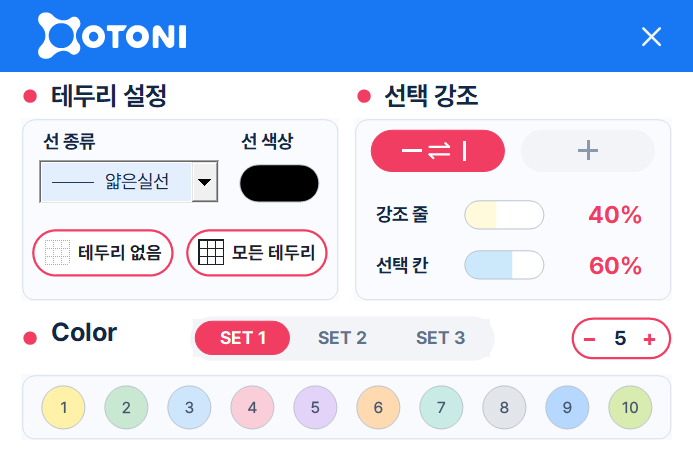 OTONI
테두리 설정
선 종류
선 색상
얇은실선
테두리 없음
모든 테두리
선택 강조
강조 줄
40%
선택 칸
60%
Color
SET 1
SET 2
SET 3
− 5 +
1 2 3 4 5 6 7 8 9 10